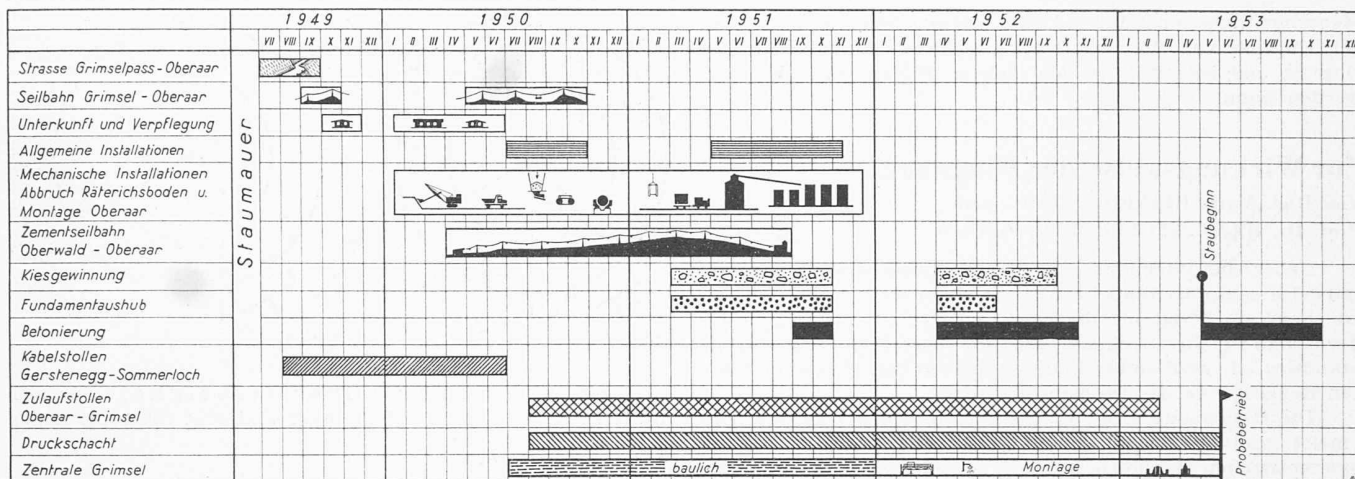 1949 1950 1951 1952 1953
VII VIII IX X XI XII I II III IV V VI VII VIII IX X XI XII I II III IV V VI VII VIII IX X XI XII I II III IV V VI VII VIII IX X XI XII I II III IV V VI VII VIII IX X XI XII
Strasse Grimselpass-Oberaar
Seilbahn Grimsel - Oberaar
Unterkunft und Verpflegung
Allgemeine Installationen
Mechanische Installationen
Abbruch Räterichsboden u.
Montage Oberaar
Zementseilbahn
Oberwald - Oberaar
Kiesgewinnung
Fundamentaushub
Betonierung
Kabelstollen
Gerstenegg-Sommerloch
Zulaufstollen
Oberaar - Grimsel
Druckschacht
Zentrale Grimsel
Staumauer
Staubeginn
Probebetrieb
baulich
Montage